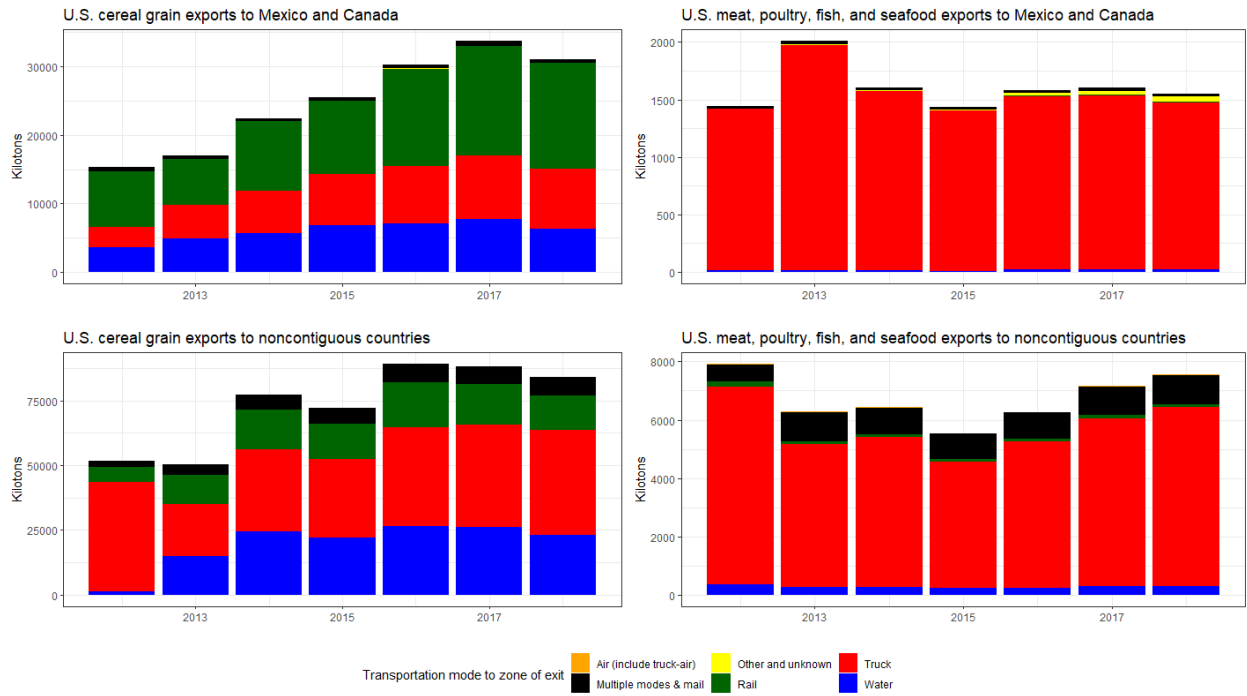 U.S. cereal grain exports to Mexico and Canada
Kilotons
30000
20000
10000
0
2013
2015
2017
U.S. meat, poultry, fish, and seafood exports to Mexico and Canada
Kilotons
2000
1500
1000
500
0
2013
2015
2017
U.S. cereal grain exports to noncontiguous countries
Kilotons
75000
50000
25000
0
2013
2015
2017
U.S. meat, poultry, fish, and seafood exports to noncontiguous countries
Kilotons
8000
6000
4000
2000
0
2013
2015
2017
Transportation mode to zone of exit
Air (include truck-air)
Multiple modes & mail
Other and unknown
Rail
Truck
Water